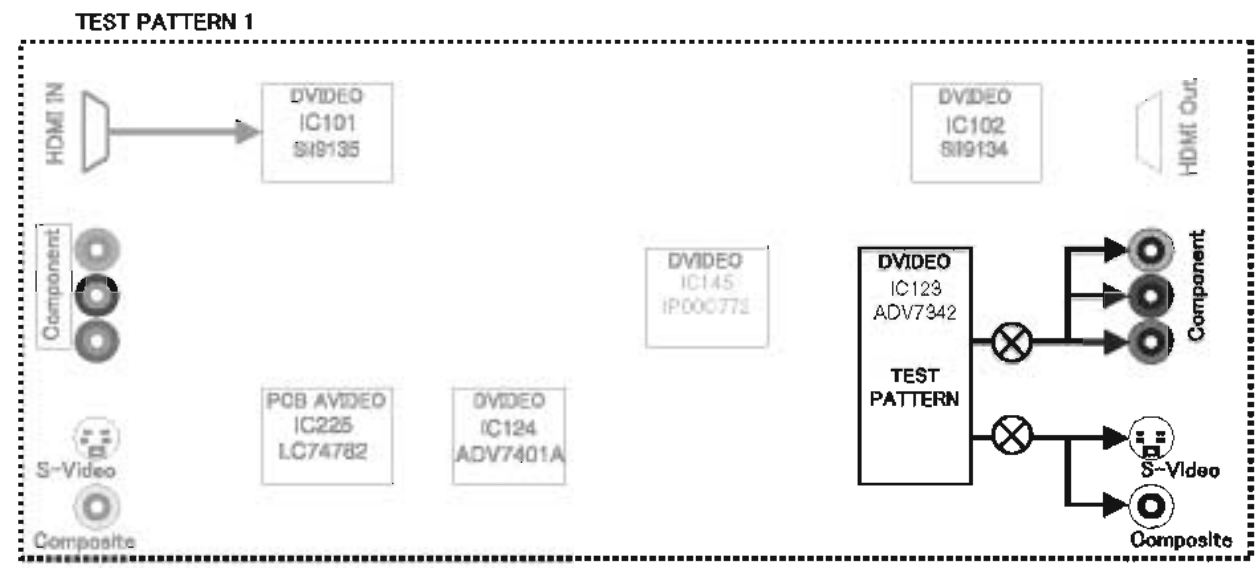 TEST PATTERN 1
HDMI IN
DVIDEO
IC101
SiI9135
DVIDEO
IC102
SiI9134
HDMI Out
Component
DVIDEO
IC145
IP00C773
DVIDEO
IC123
ADV7342
TEST
PATTERN
Component
PCB AVIDEO
IC225
LC74782
DVIDEO
IC124
ADV7401A
S-Video
Composite
S-Video
Composite